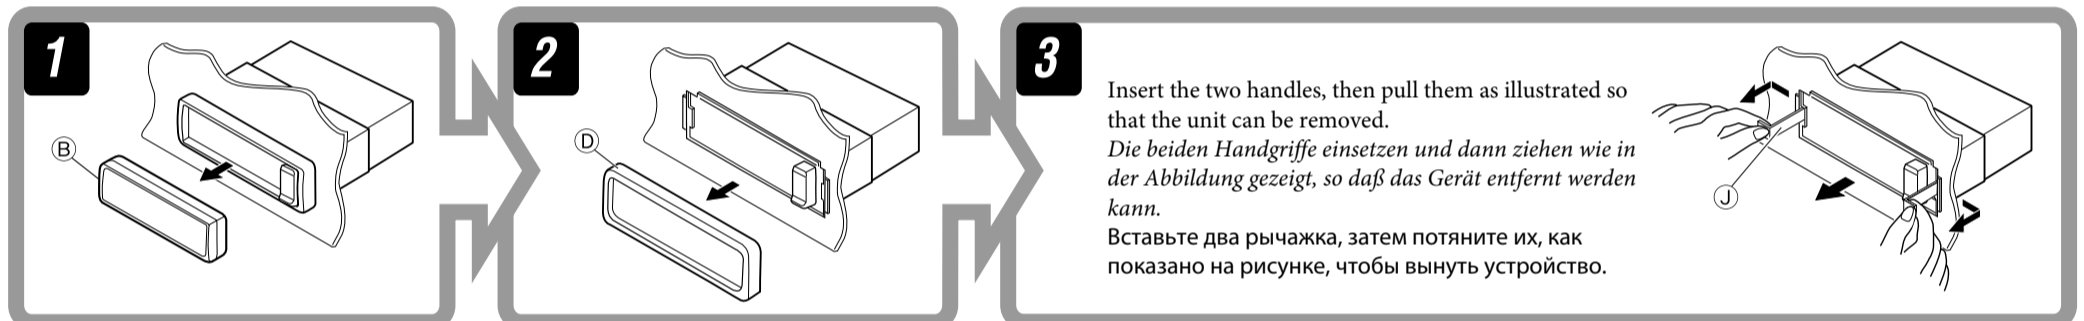 1
B
2
D
3
Insert the two handles, then pull them as illustrated so
that the unit can be removed.
Die beiden Handgriffe einsetzen und dann ziehen wie in
der Abbildung gezeigt, so daß das Gerät entfernt werden
kann.
Вставьте два рычажка, затем потяните их, как
показано на рисунке, чтобы вынуть устройство.
J